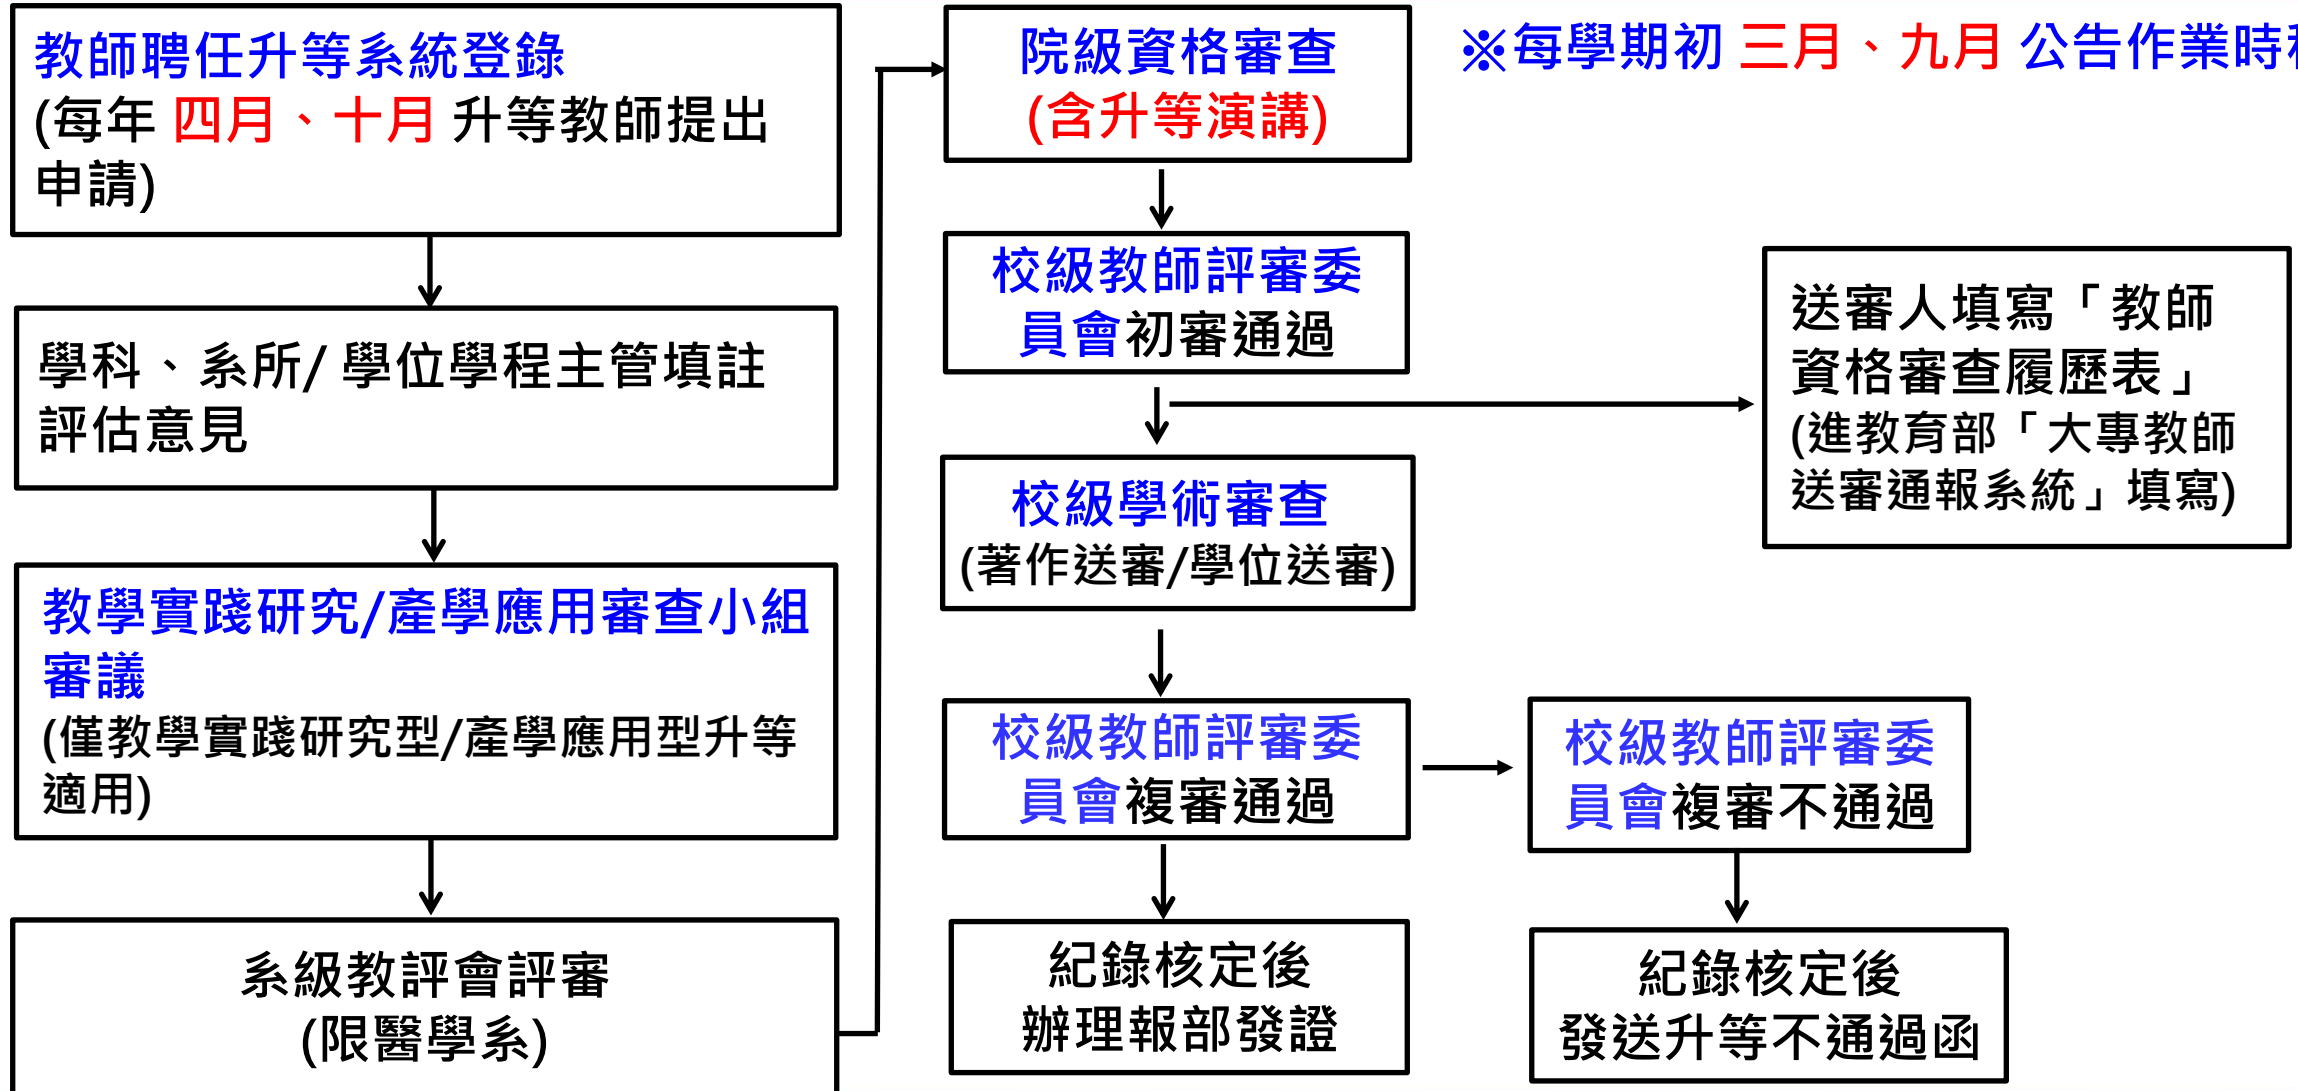 教師聘任升等系統登錄
(每年 四月、十月 升等教師提出
申請)
學科、系所/ 學位學程主管填註
評估意見
教學實踐研究/產學應用審查小組
審議
(僅教學實踐研究型/產學應用型升等
適用)
系級教評會評審
(限醫學系)
院級資格審查
(含升等演講)
校級教師評審委
員會初審通過
校級學術審查
(著作送審/學位送審)
校級教師評審委
員會複審通過
紀錄核定後
辦理報部發證
※每學期初 三月、九月 公告作業時
送審人填寫「教師
資格審查履歷表」
(進教育部「大專教師
送審通報系統」填寫)
校級教師評審委
員會複審不通過
紀錄核定後
發送升等不通過函